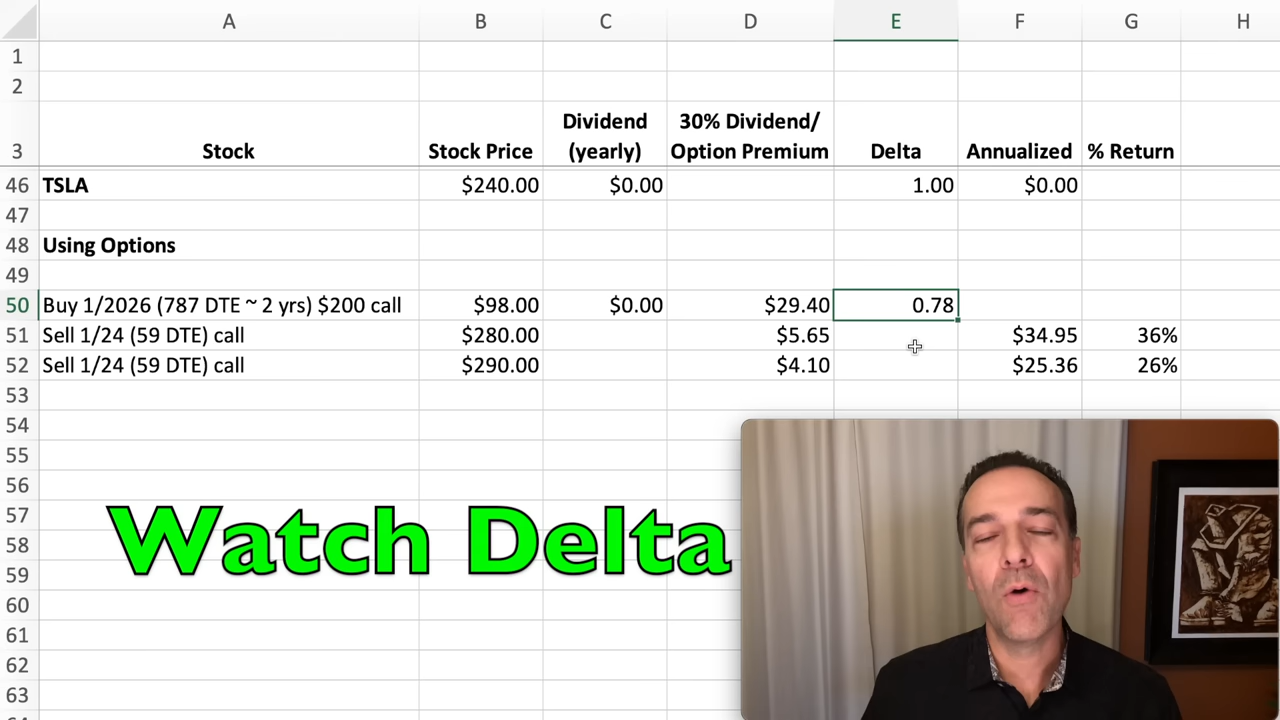 A B C D E F G H
1
2
3 Stock Stock Price Dividend (yearly) 30% Dividend/ Option Premium Delta Annualized % Return
46 TSLA $240.00 $0.00 1.00 $0.00
47
48 Using Options
49
50 Buy 1/2026 (787 DTE ~ 2 yrs) $200 call $98.00 $0.00 $29.40 0.78
51 Sell 1/24 (59 DTE) call $280.00 $5.65 $34.95 36%
52 Sell 1/24 (59 DTE) call $290.00 $4.10 $25.36 26%
53
54
55
56
57
58
59
60
61
62
63
Watch Delta